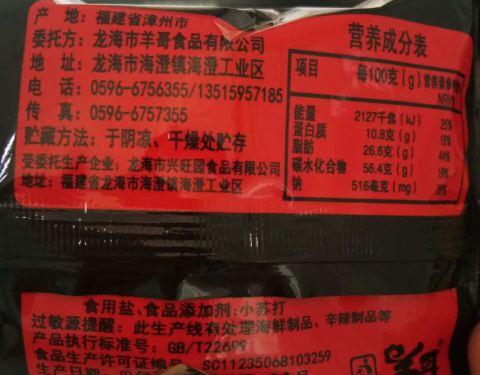 产 地:福建省漳州市
委托方:龙海市羊哥食品有限公司
地 址:龙海市海澄镇海澄工业区
电 话:0596-6756355/13515957185
传 真:0596-6757355
贮藏方法:于阴凉、干燥处贮存
受委托生产企业:龙海市兴旺园食品有限公司
地址:福建省龙海市海澄镇海澄工业区
营养成分表
项目 每100克(g) 营养素参考 NRV%
能量 2127千焦(kJ) 25%
蛋白质 10.8克(g) 18%
脂肪 26.6克(g) 44%
碳水化合物 56.4克(g) 19%
钠 516毫克(mg) 26%
食用盐、食品添加剂:小苏打
过敏源提醒:此生产线有处理海鲜制品、辛辣制品等
产品执行标准号:GB/T22699
食品生产许可证编号 SC11235068103259
生产日期